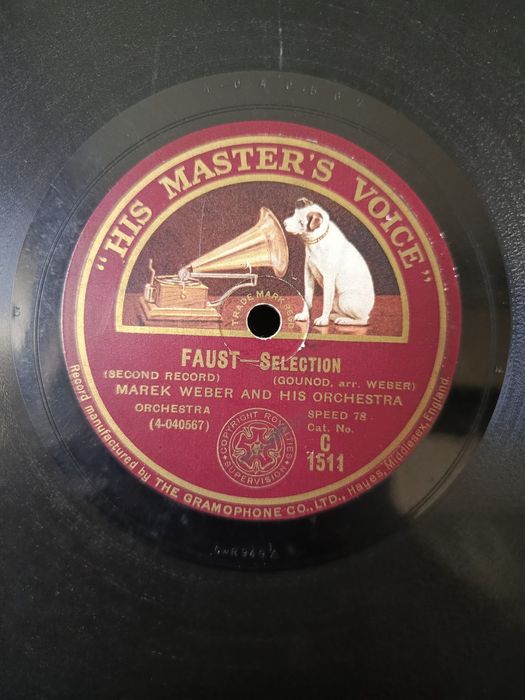 "HIS MASTER'S VOICE"
TRADE MARK REGD
FAUST—SELECTION
(SECOND RECORD) (GOUNOD, arr. WEBER)
MAREK WEBER AND HIS ORCHESTRA
ORCHESTRA SPEED 78
(4-040567) Cat. No.
C
1511
COPYRIGHT ROYALTIES
SUPERVISION
Record manufactured by THE GRAMOPHONE CO., LTD., Hayes, Middlesex, England.